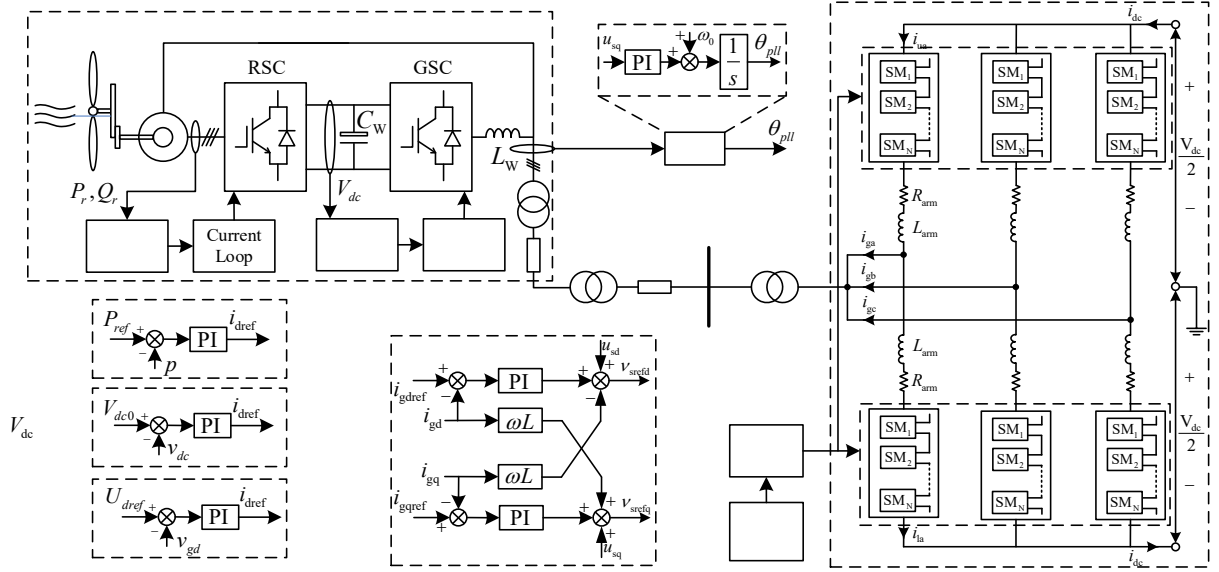 RSC
GSC
C_W
L_W
V_dc
P_r, Q_r
Current
Loop
u_sq
PI
+
+
ω_0
1
s
θ_pll
θ_pll
i_dc
i_ua
SM_1
SM_2
SM_N
SM_1
SM_2
SM_N
SM_1
SM_2
SM_N
+
V_dc
2
−
R_arm
L_arm
i_ga
i_gb
i_gc
L_arm
R_arm
+
V_dc
2
−
SM_1
SM_2
SM_N
SM_1
SM_2
SM_N
SM_1
SM_2
SM_N
i_la
i_dc
P_ref
+
−
p
PI
i_dref
V_dc
V_dc0
+
−
v_dc
PI
i_dref
U_dref
+
−
v_gd
PI
i_dref
i_gdref
+
−
PI
u_sd
+
+
−
v_srefd
i_gd
ωL
i_gq
ωL
i_gqref
−
+
PI
+
+
+
v_srefq
u_sq